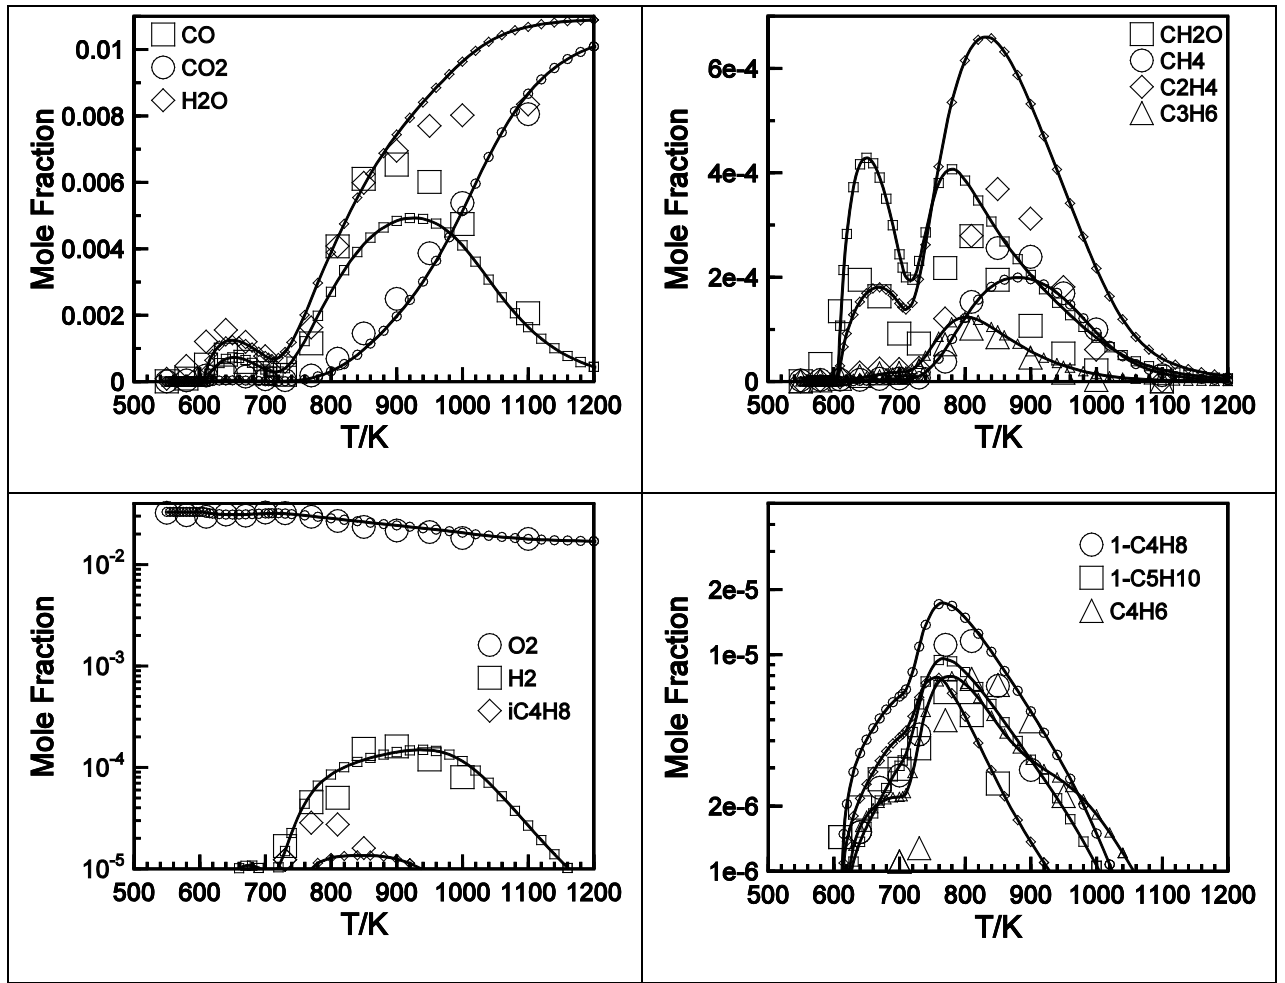 CO
CO2
H2O
0.01
0.008
0.006
0.004
0.002
0
Mole Fraction
500 600 700 800 900 1000 1100 1200
T/K
CH2O
CH4
C2H4
C3H6
6e-4
4e-4
2e-4
0
Mole Fraction
500 600 700 800 900 1000 1100 1200
T/K
10-2
10-3
10-4
10-5
Mole Fraction
O2
H2
iC4H8
500 600 700 800 900 1000 1100 1200
T/K
1-C4H8
1-C5H10
C4H6
2e-5
1e-5
2e-6
1e-6
Mole Fraction
500 600 700 800 900 1000 1100 1200
T/K